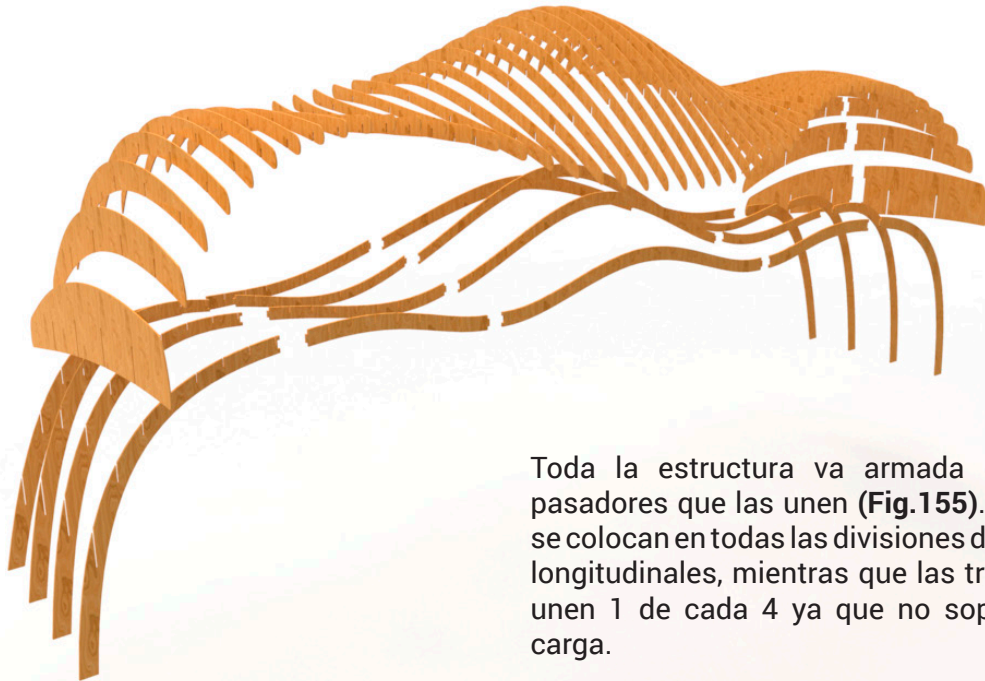 Toda la estructura va armada
pasadores que las unen (Fig.155).
se colocan en todas las divisiones
longitudinales, mientras que las
unen 1 de cada 4 ya que no
carga.